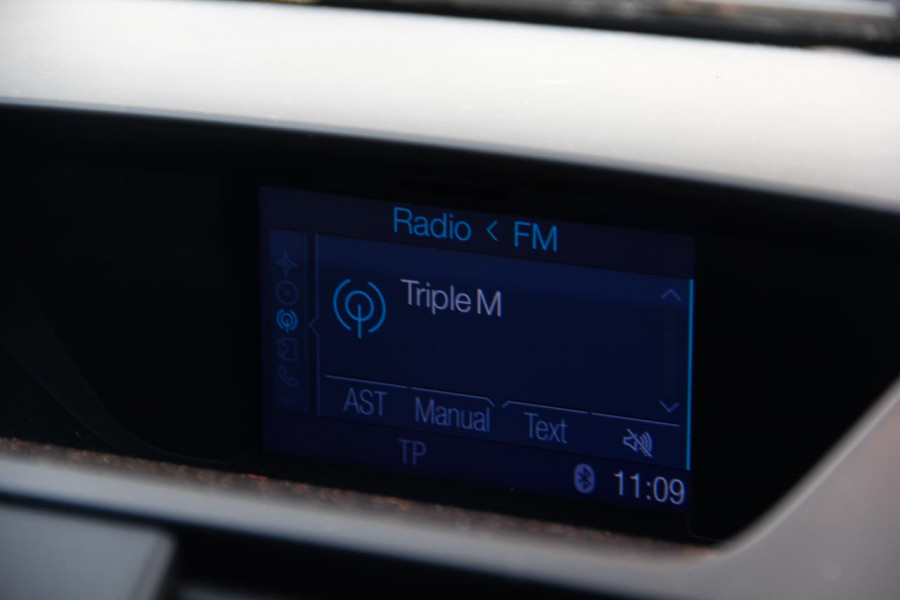 Radio < FM
Triple M
AST Manual Text
TP
11:09